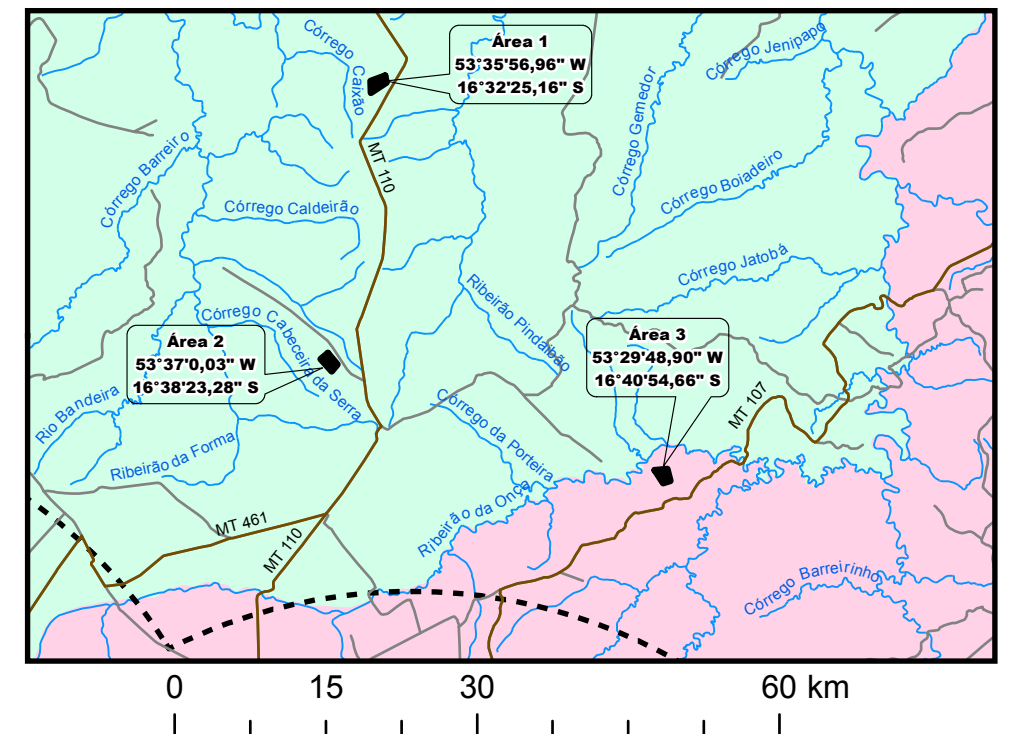 Córrego Caixão
Área 1
53°35'56,96" W
16°32'25,16" S
Córrego Jenipapo
Córrego Gemedor
Córrego Barreiro
MT 110
Córrego Boiadeiro
Córrego Caldeirão
Córrego Jatobá
Ribeirão Pindaibão
Córrego Cabeceira da Serra
Área 2
53°37'0,03" W
16°38'23,28" S
Área 3
53°29'48,90" W
16°40'54,66" S
Rio Bandeira
MT 107
Córrego da Porteira
Ribeirão da Forma
Ribeirão da Onça
MT 461
MT 110
Córrego Barreirinho
0 15 30 60 km